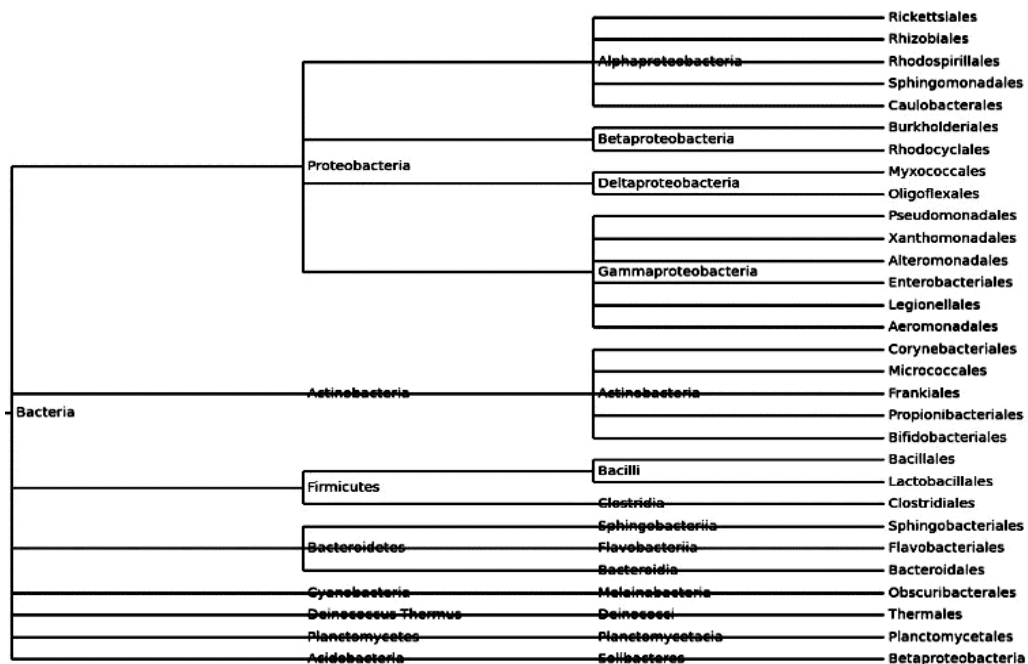 Rickettsiales
Rhizobiales
Alphaproteobacteria Rhodospirillales
Sphingomonadales
Caulobacterales
Burkholderiales
Betaproteobacteria
Rhodocyclales
Proteobacteria
Myxococcales
Deltaproteobacteria
Oligoflexales
Pseudomonadales
Xanthomonadales
Alteromonadales
Gammaproteobacteria
Enterobacteriales
Legionellales
Aeromonadales
Corynebacteriales
Micrococcales
Actinobacteria Actinobacteria Frankiales
Bacteria
Propionibacteriales
Bifidobacteriales
Bacillales
Bacilli
Lactobacillales
Firmicutes
Clostridia Clostridiales
Sphingobacteriia Sphingobacteriales
Bacteroidetes Flavobacteriia Flavobacteriales
Bacteroidia Bacteroidales
Cyanobacteria Melainabacteria Obscuribacterales
Deinococcus Thermus Deinococci Thermales
Planctomycetes Planctomycetacia Planctomycetales
Acidobacteria Solibacteres Betaproteobacteria